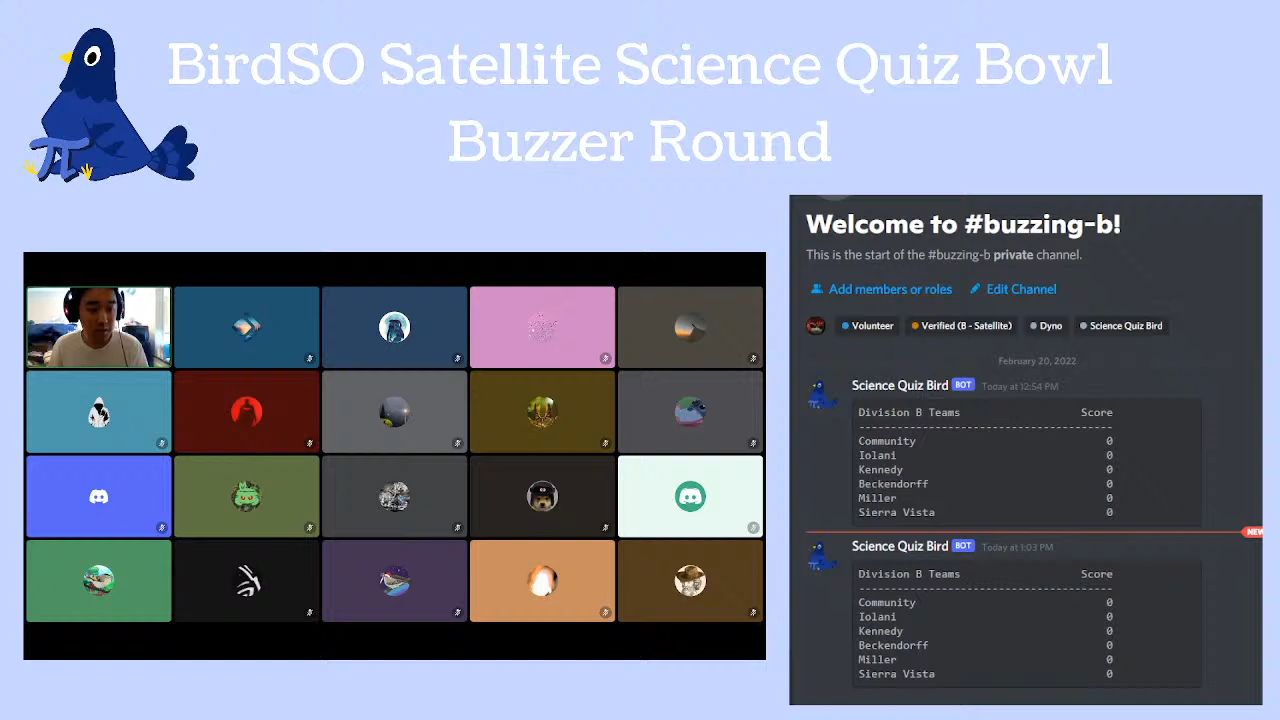 BirdSO Satellite Science Quiz Bowl
Buzzer Round
Welcome to #buzzing-b!
This is the start of the #buzzing-b private channel.
Add members or roles Edit Channel
Volunteer Verified (B - Satellite) Dyno Science Quiz Bird
February 20, 2022
Science Quiz Bird BOT Today at 12:54 PM
Division B Teams Score
---------------------------------------
Community 0
Iolani 0
Kennedy 0
Beckendorff 0
Miller 0
Sierra Vista 0
NEW
Science Quiz Bird BOT Today at 1:03 PM
Division B Teams Score
---------------------------------------
Community 0
Iolani 0
Kennedy 0
Beckendorff 0
Miller 0
Sierra Vista 0